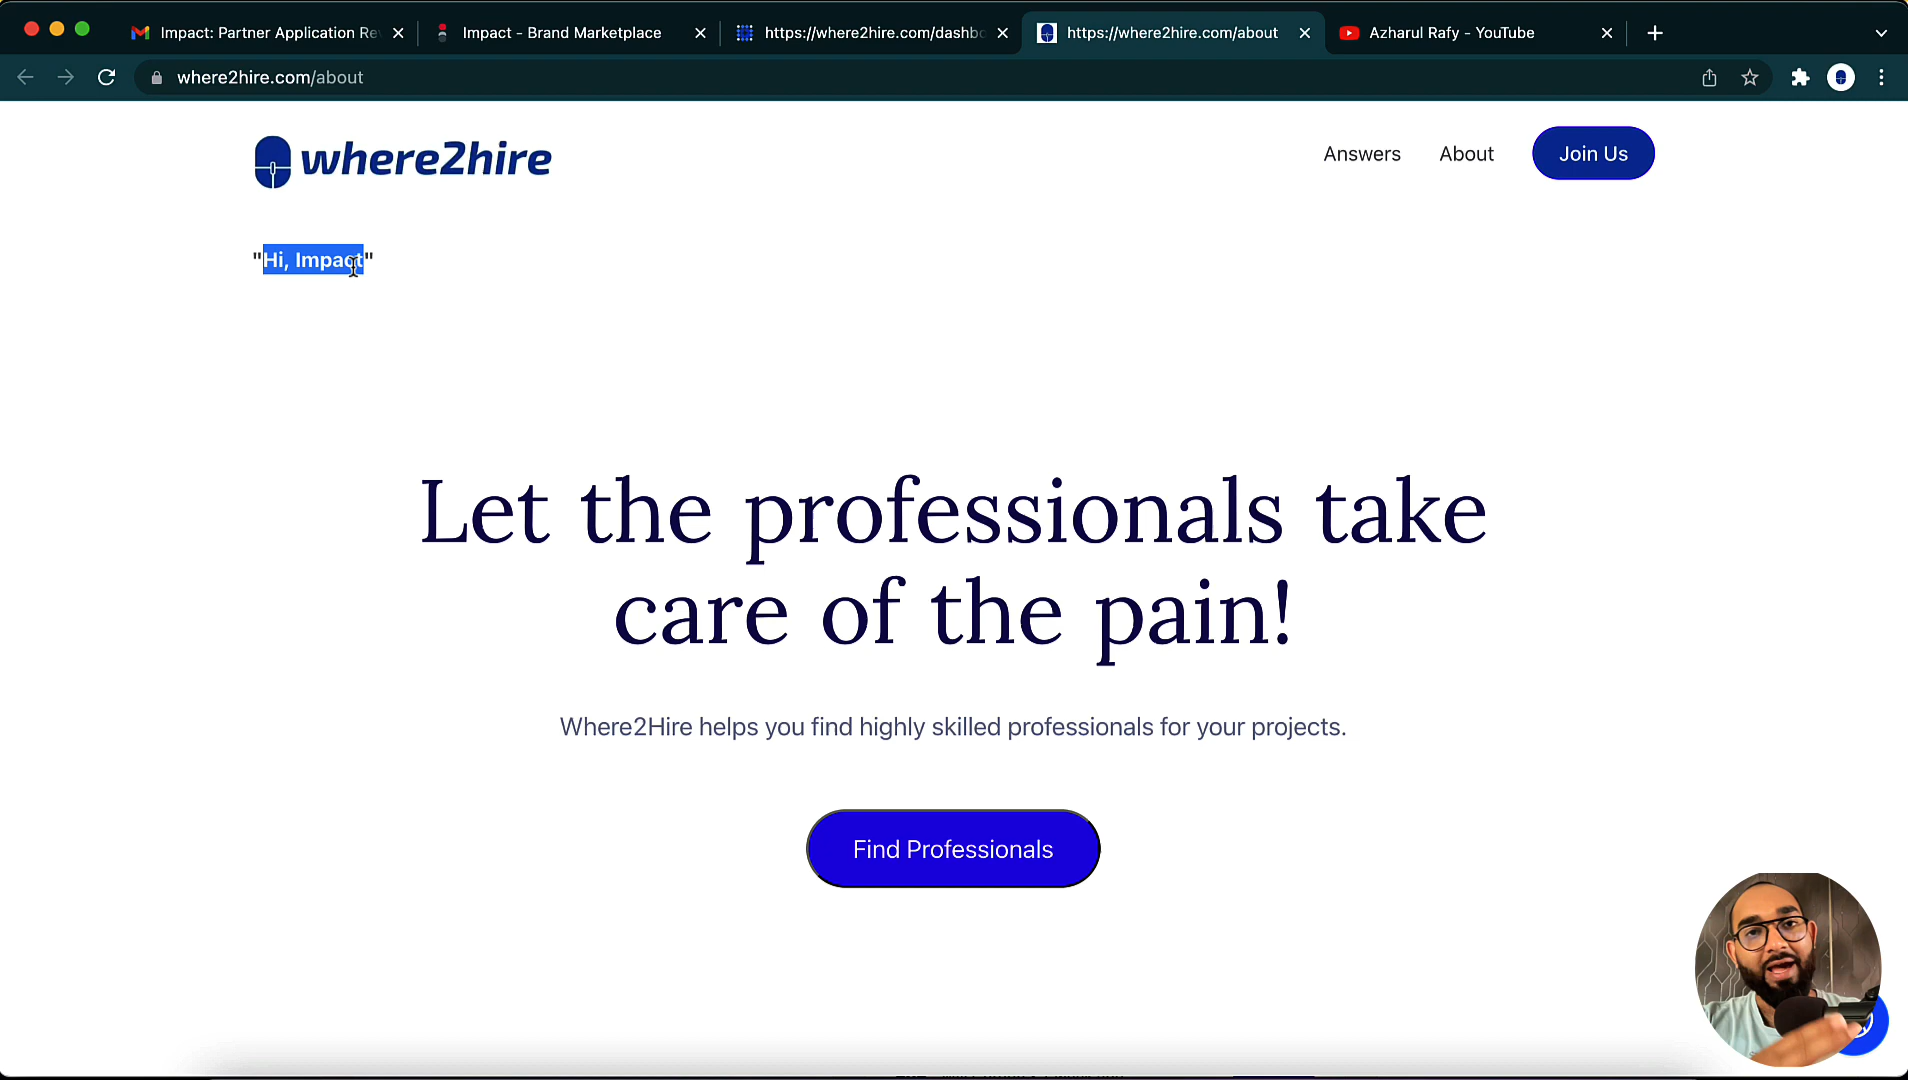 Impact: Partner Application Re
Impact - Brand Marketplace
https://where2hire.com/dashb
https://where2hire.com/about
Azharul Rafy - YouTube
where2hire.com/about
where2hire
Answers
About
Join Us
"Hi, Impact"
Let the professionals take
care of the pain!
Where2Hire helps you find highly skilled professionals for your projects.
Find Professionals